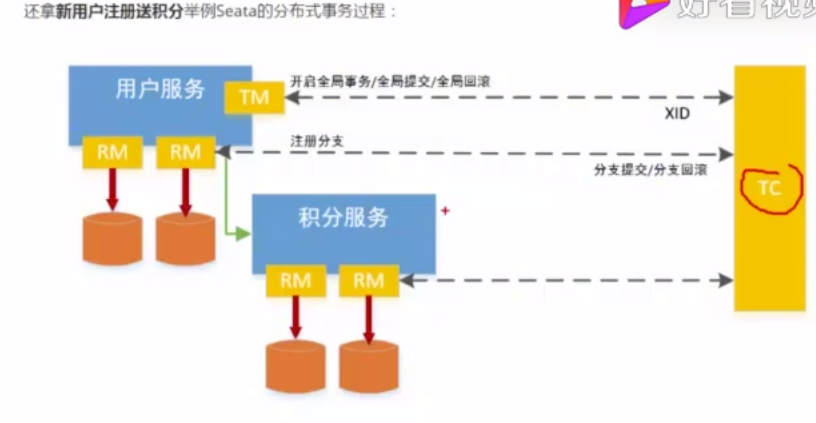 还拿新用户注册送积分举例Seata的分布式事务过程：
好看视频
用户服务
TM
开启全局事务/全局提交/全局回滚
XID
RM
RM
注册分支
分支提交/分支回滚
TC
积分服务
RM
RM